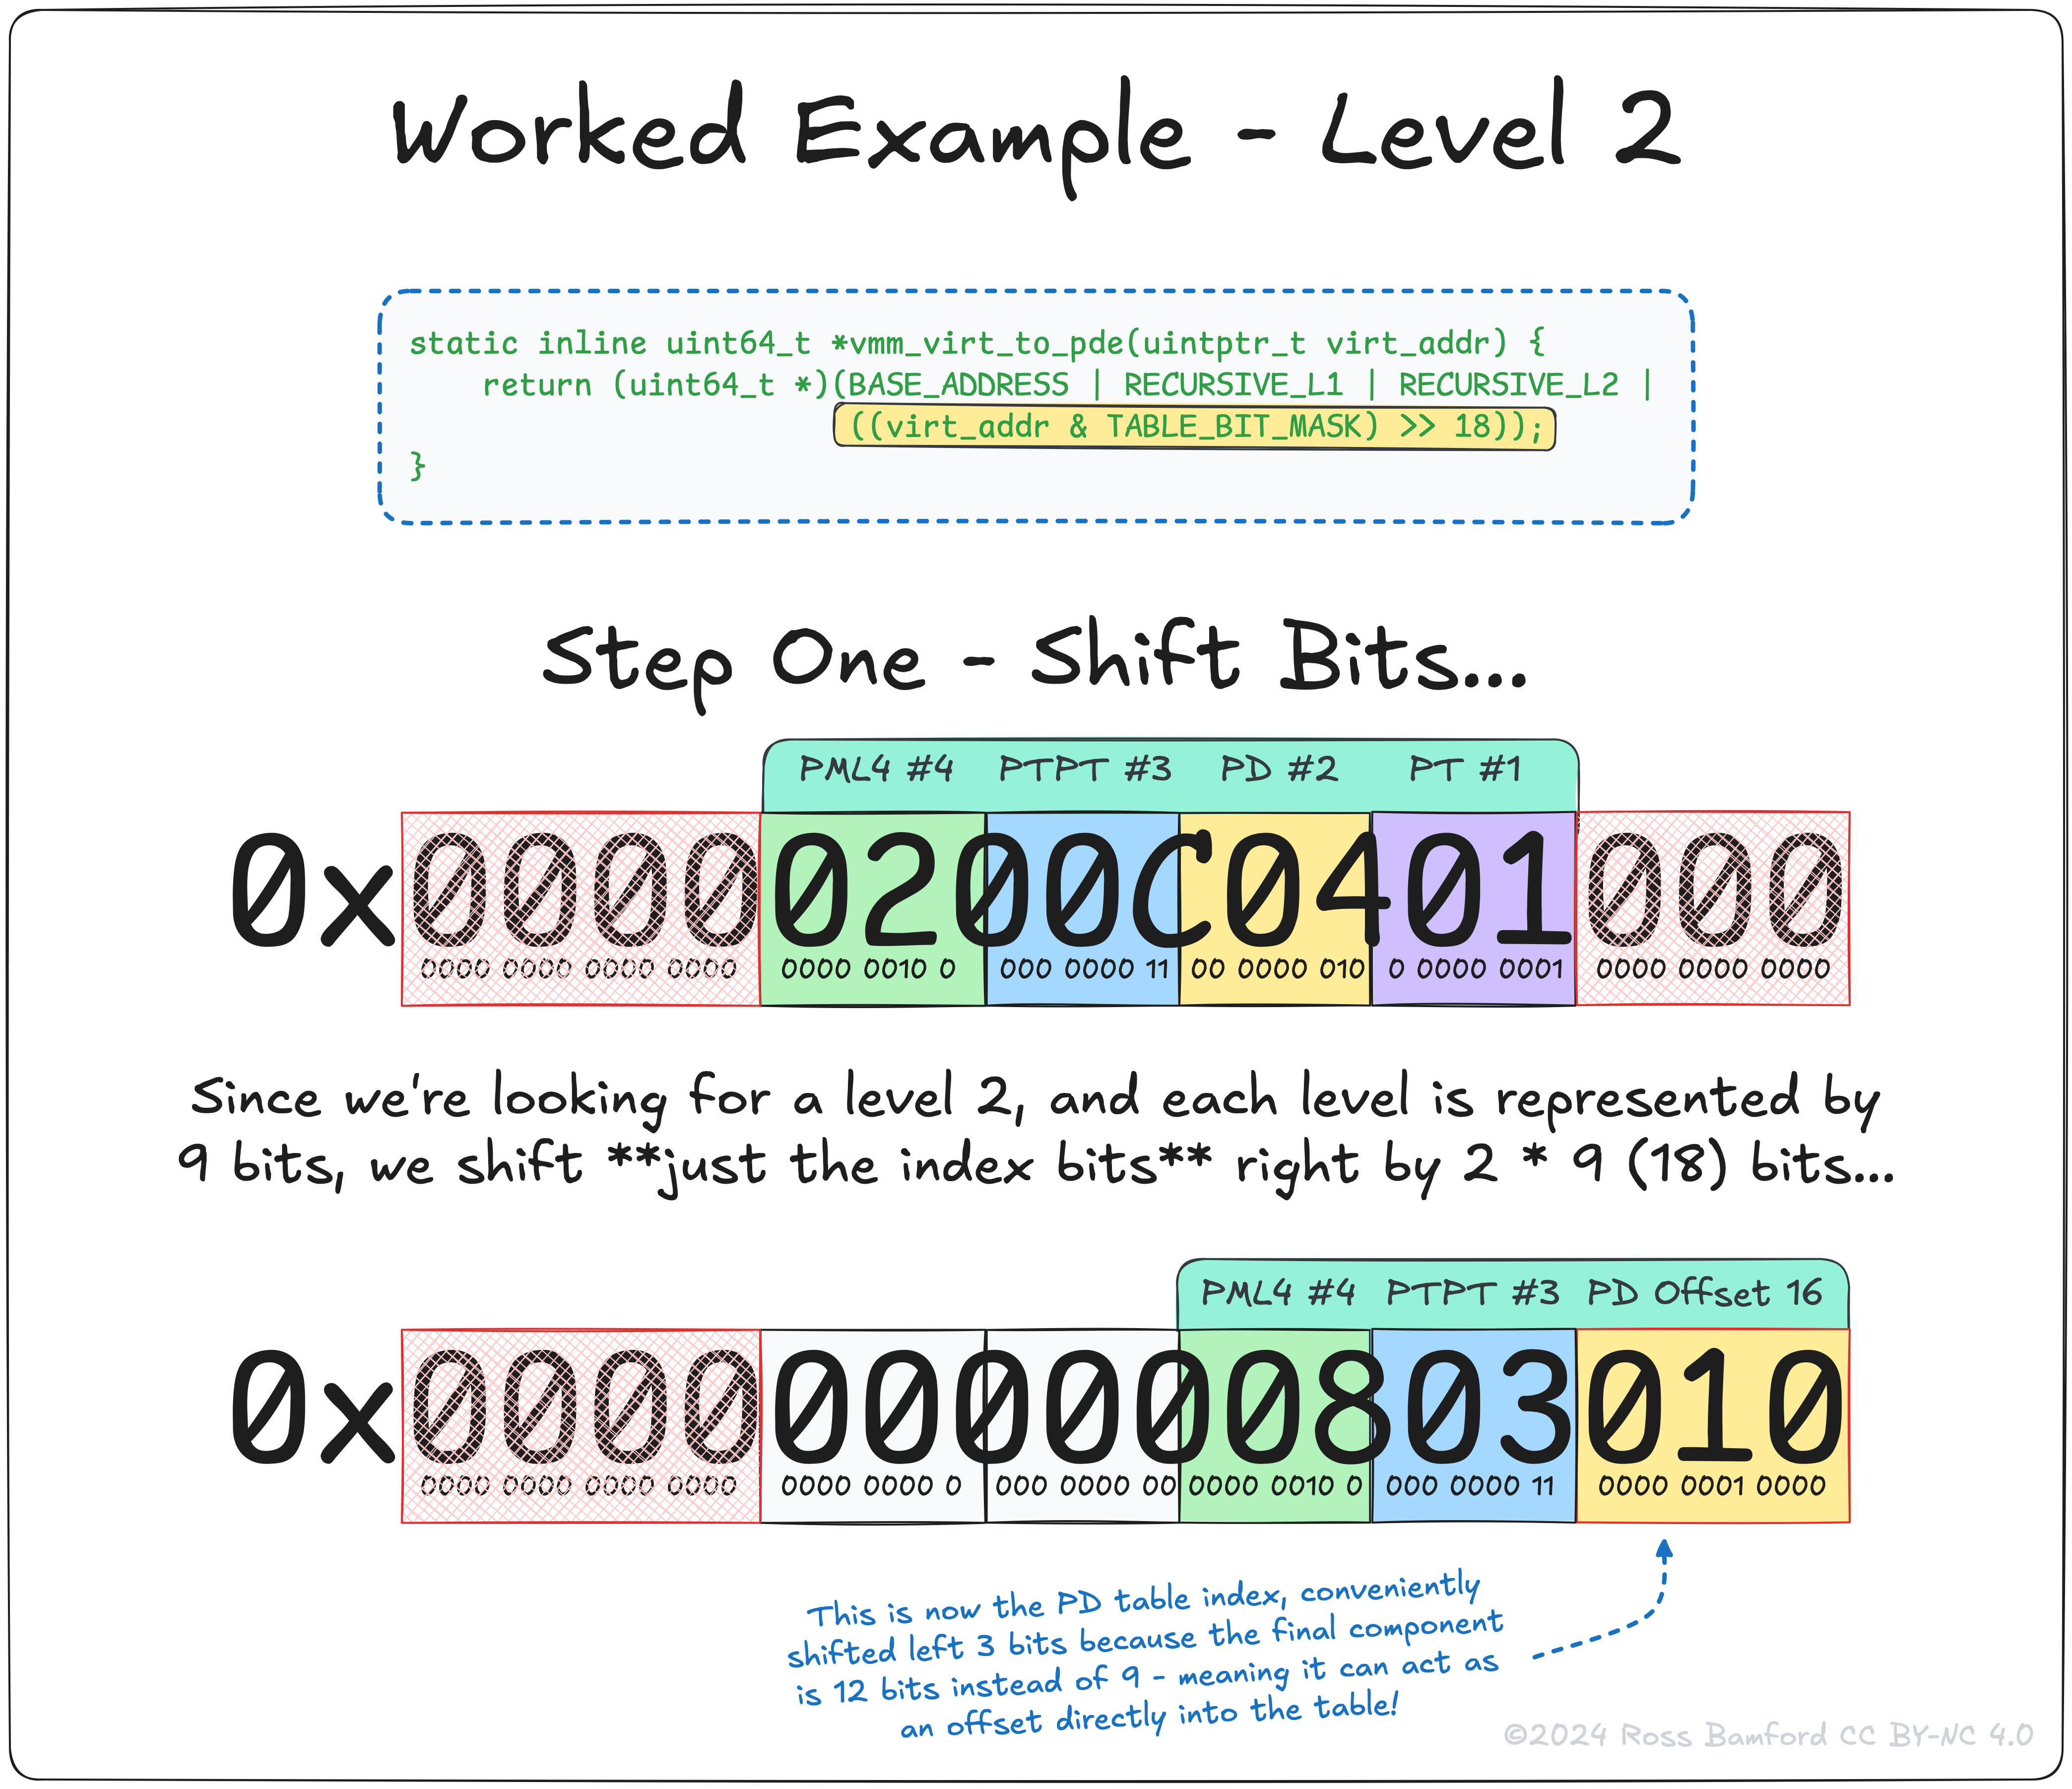 Worked Example - Level 2
static inline uint64_t *vmm_virt_to_pde(uintptr_t virt_addr) {
return (uint64_t *)(BASE_ADDRESS | RECURSIVE_L1 | RECURSIVE_L2 |
((virt_addr & TABLE_BIT_MASK) >> 18));
}
Step One - Shift Bits...
PML4 #4 PTPT #3 PD #2 PT #1
0x000002000C0401000
0000 0000 0000 0000 0000 0010 0 000 0000 11 00 0000 010 0 0000 0001 0000 0000 0000
Since we're looking for a level 2, and each level is represented by
9 bits, we shift **just the index bits** right by 2 * 9 (18) bits...
PML4 #4 PTPT #3 PD Offset 16
0x0000000000803010
0000 0000 0000 0000 0000 0000 0 000 0000 00 0000 0010 0 000 0000 11 0000 0001 0000
This is now the PD table index, conveniently
shifted left 3 bits because the final component
is 12 bits instead of 9 - meaning it can act as
an offset directly into the table!
©2024 Ross Bamford CC BY-NC 4.0